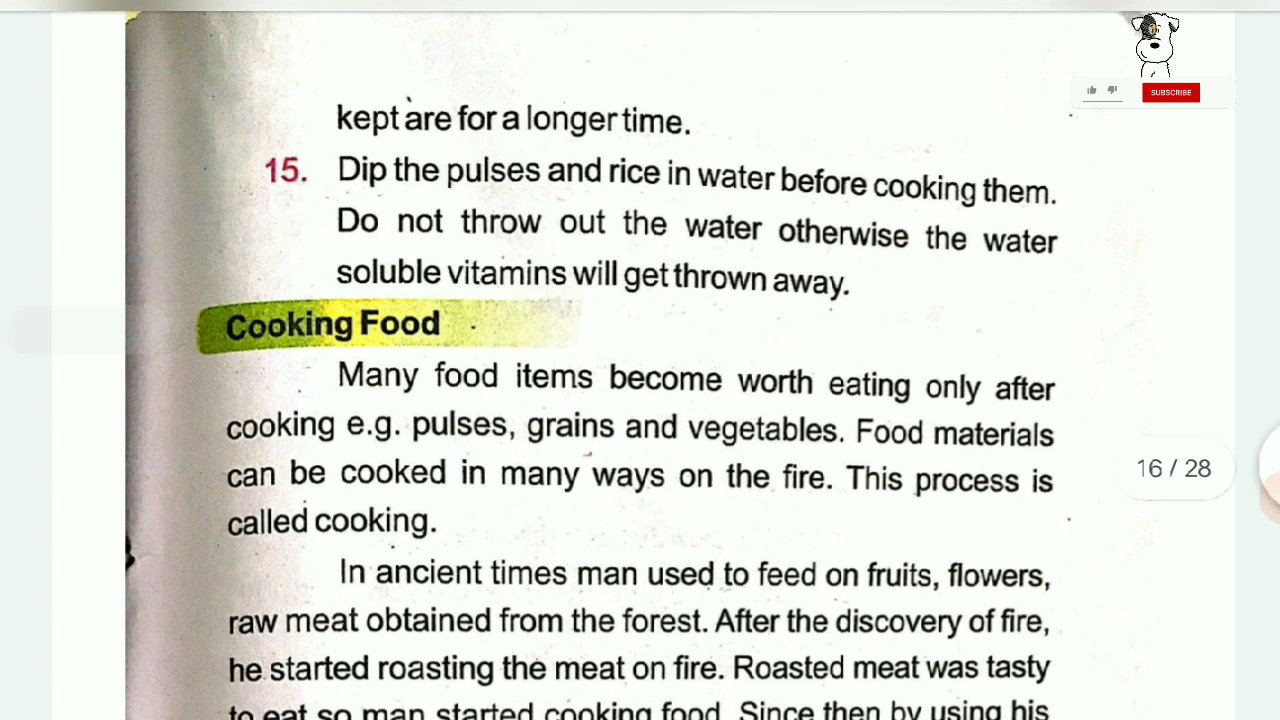 SUBSCRIBE
kept are for a longer time.
15. Dip the pulses and rice in water before cooking them.
Do not throw out the water otherwise the water
soluble vitamins will get thrown away.
Cooking Food
Many food items become worth eating only after
cooking e.g. pulses, grains and vegetables. Food materials
can be cooked in many ways on the fire. This process is
called cooking.
16 / 28
In ancient times man used to feed on fruits, flowers,
raw meat obtained from the forest. After the discovery of fire,
he started roasting the meat on fire. Roasted meat was tasty
to eat so man started cooking food. Since then by using his